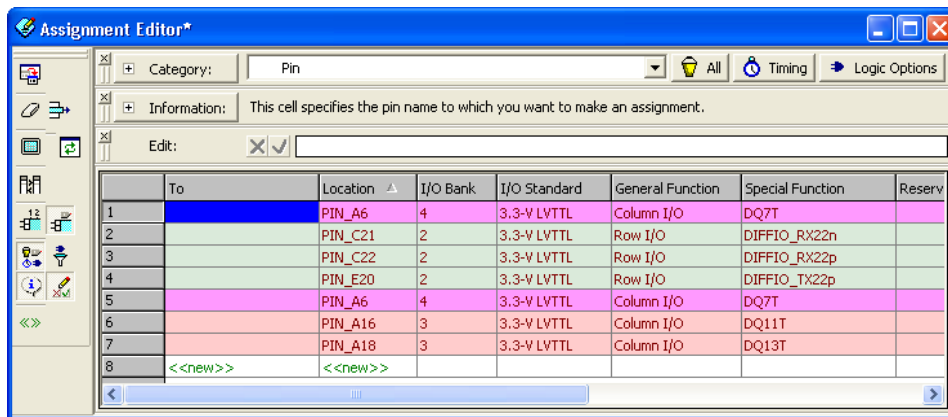 Assignment Editor*
Category: Pin All Timing Logic Options
Information: This cell specifies the pin name to which you want to make an assignment.
Edit:
To Location I/O Bank I/O Standard General Function Special Function Reserv
1 PIN_A6 4 3.3-V LVTTL Column I/O DQ7T
2 PIN_C21 2 3.3-V LVTTL Row I/O DIFFIO_RX22n
3 PIN_C22 2 3.3-V LVTTL Row I/O DIFFIO_RX22p
4 PIN_E20 2 3.3-V LVTTL Row I/O DIFFIO_TX22p
5 PIN_A6 4 3.3-V LVTTL Column I/O DQ7T
6 PIN_A16 3 3.3-V LVTTL Column I/O DQ11T
7 PIN_A18 3 3.3-V LVTTL Column I/O DQ13T
8 <<new>> <<new>>